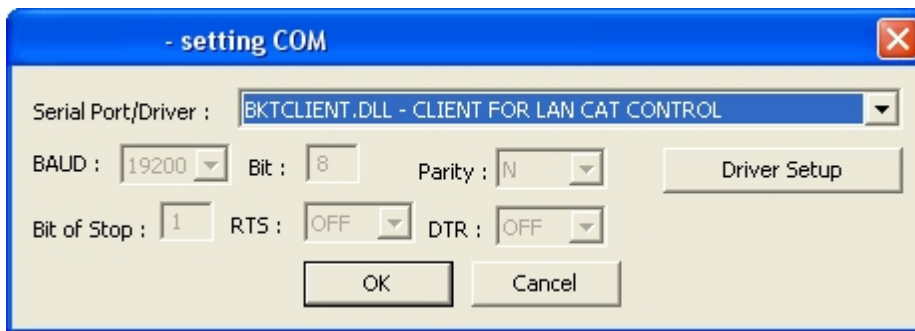 - setting COM
Serial Port/Driver : BKTCLIENT.DLL - CLIENT FOR LAN CAT CONTROL
BAUD : 19200 Bit : 8 Parity : N Driver Setup
Bit of Stop : 1 RTS : OFF DTR : OFF
OK Cancel